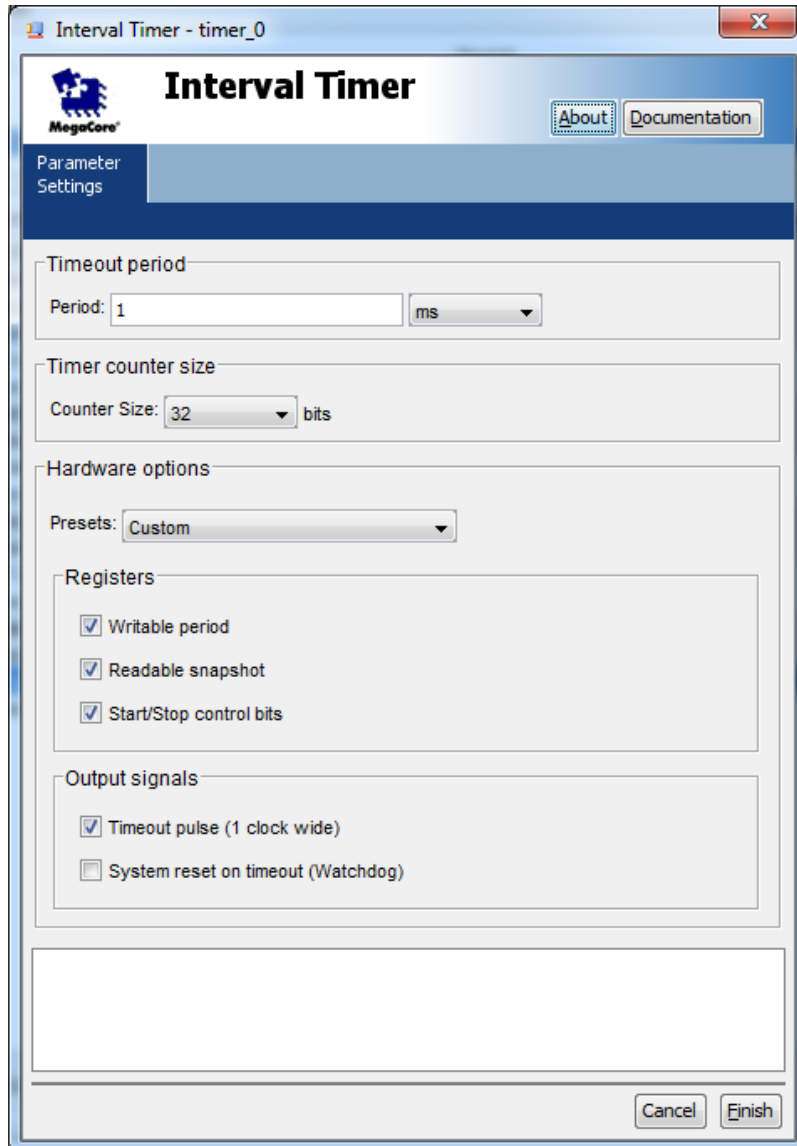 Interval Timer - timer_0
Interval Timer
MegaCore®
About
Documentation
Parameter
Settings
Timeout period
Period: 1 ms
Timer counter size
Counter Size: 32 bits
Hardware options
Presets: Custom
Registers
Writable period
Readable snapshot
Start/Stop control bits
Output signals
Timeout pulse (1 clock wide)
System reset on timeout (Watchdog)
Cancel
Finish